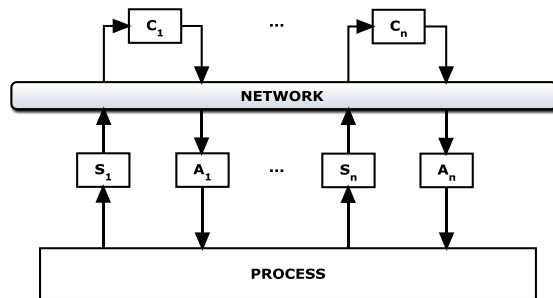 C₁ ... Cₙ
NETWORK
S₁ A₁ ... Sₙ Aₙ
PROCESS